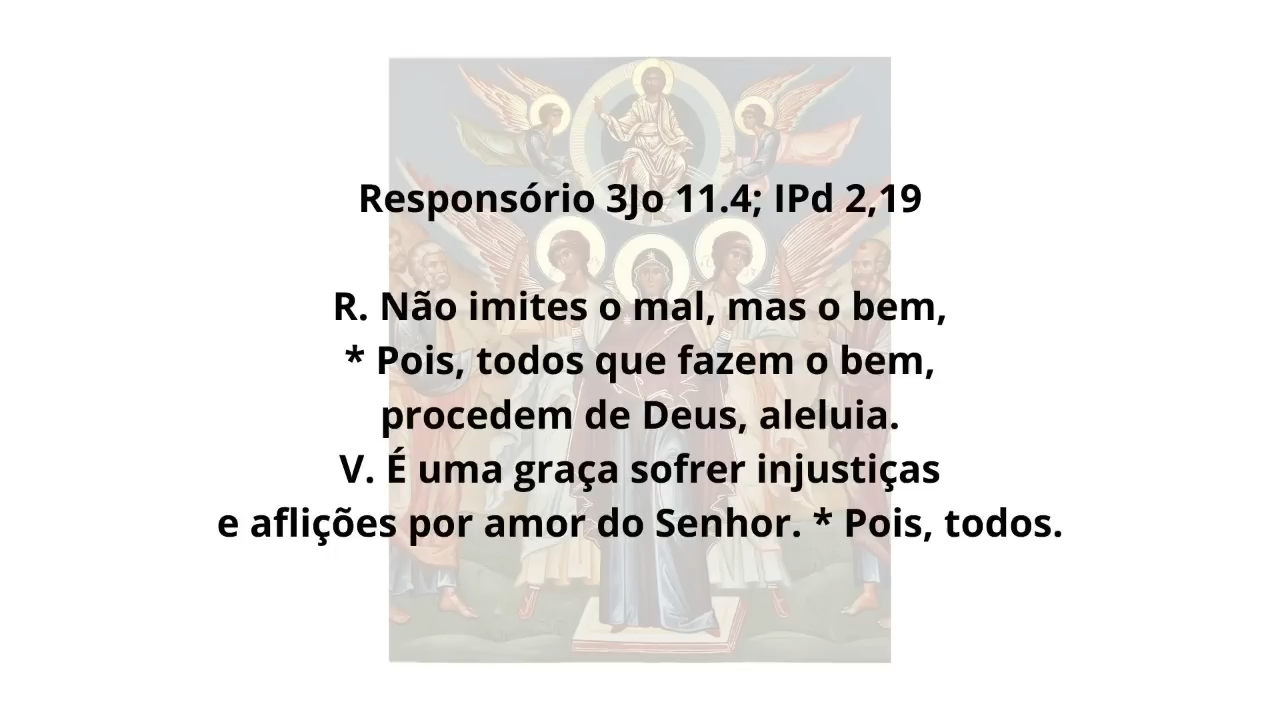 Responsório 3Jo 11.4; IPd 2,19
R. Não imites o mal, mas o bem,
* Pois, todos que fazem o bem,
procedem de Deus, aleluia.
V. É uma graça sofrer injustiças
e aflições por amor do Senhor. * Pois, todos.